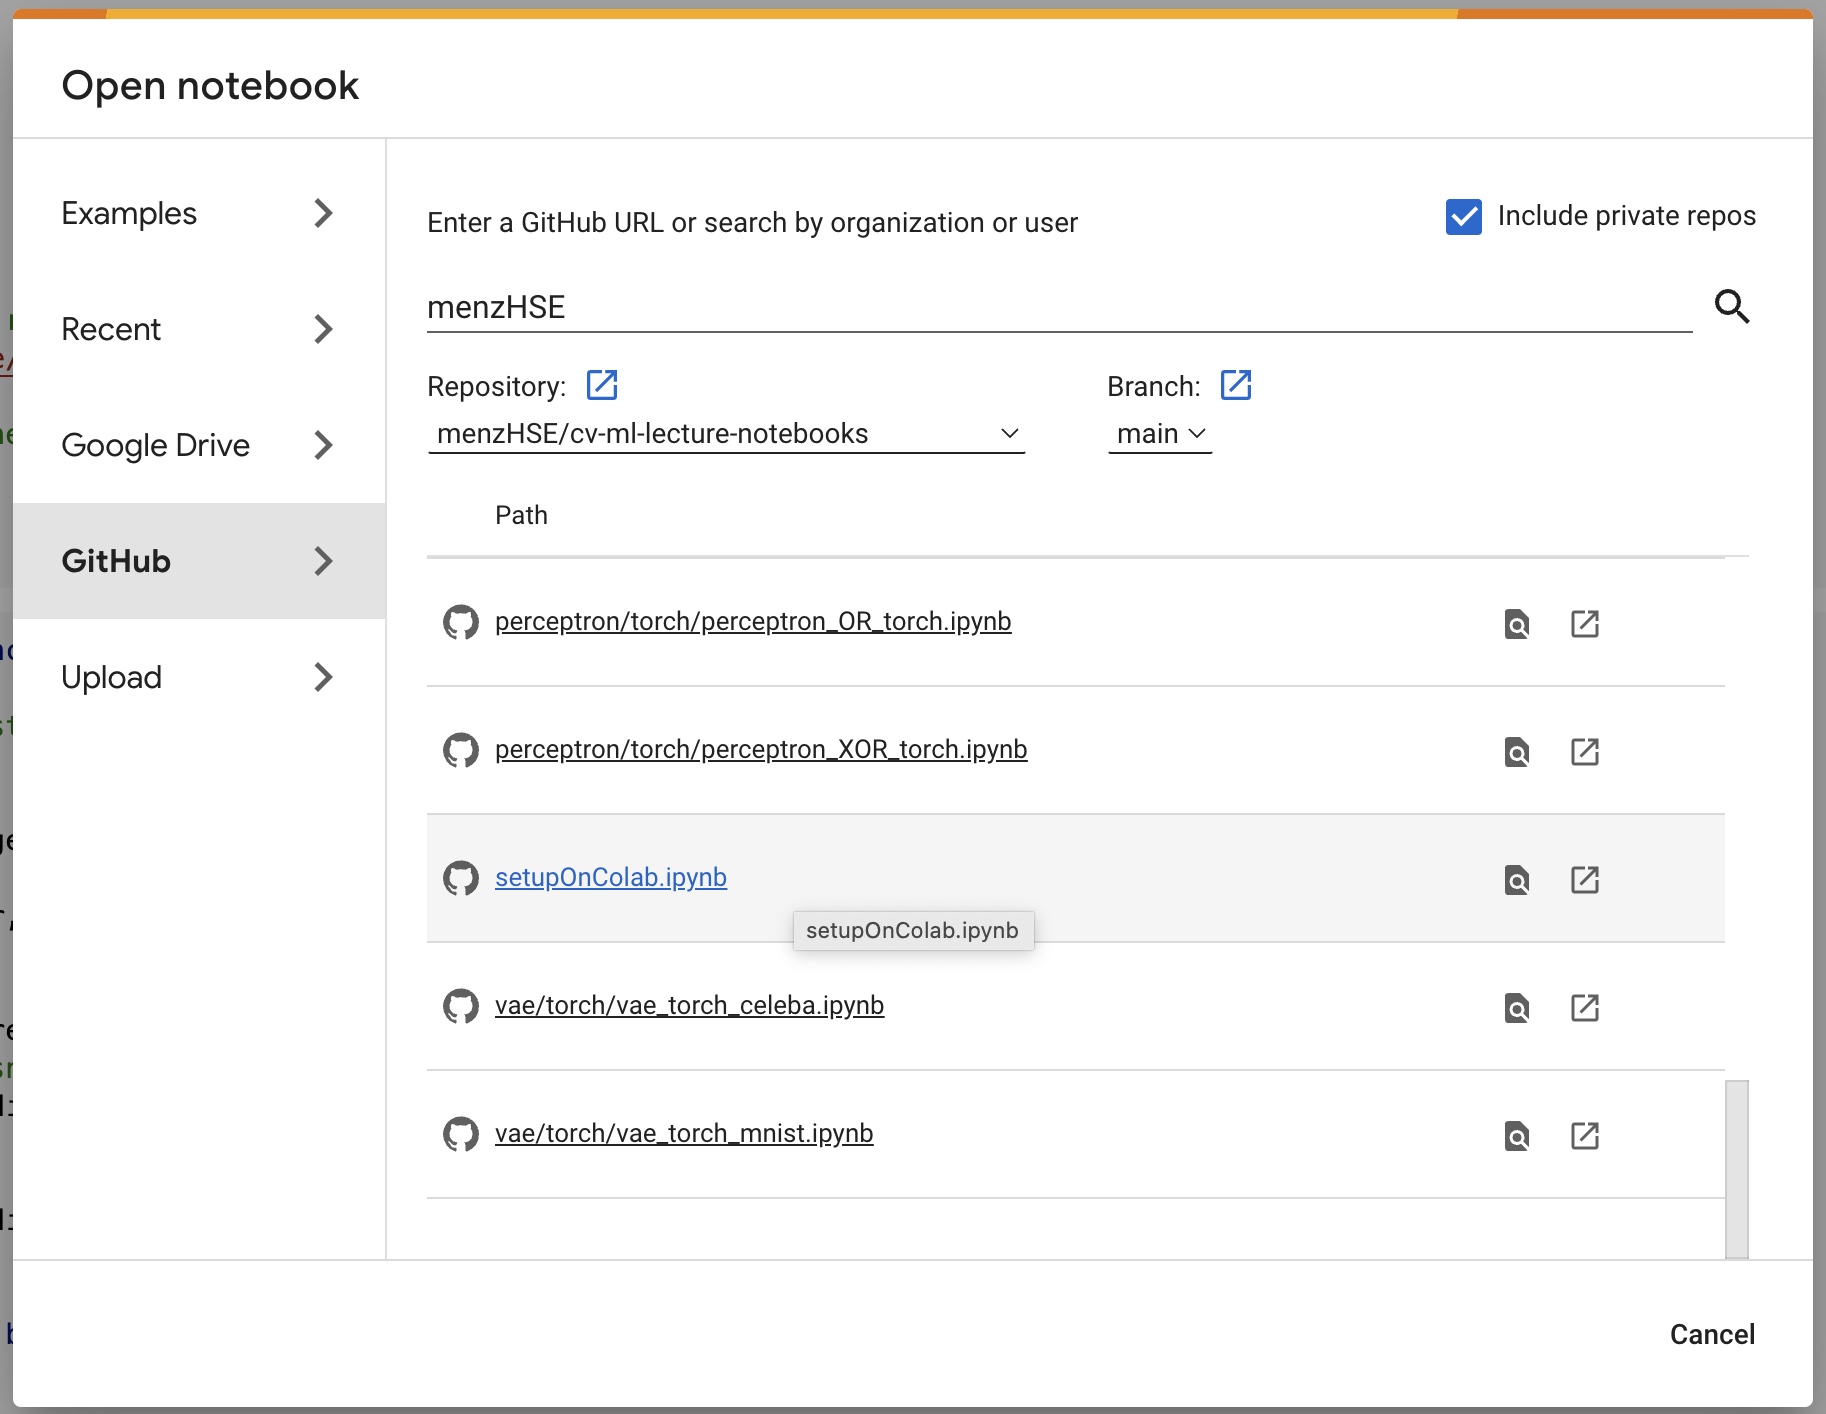 Open notebook
Examples
Recent
Google Drive
GitHub
Upload
Enter a GitHub URL or search by organization or user
Include private repos
menzHSE
Repository:
Branch:
menzHSE/cv-ml-lecture-notebooks
main
Path
perceptron/torch/perceptron_OR_torch.ipynb
perceptron/torch/perceptron_XOR_torch.ipynb
setupOnColab.ipynb
setupOnColab.ipynb
vae/torch/vae_torch_celeba.ipynb
vae/torch/vae_torch_mnist.ipynb
Cancel